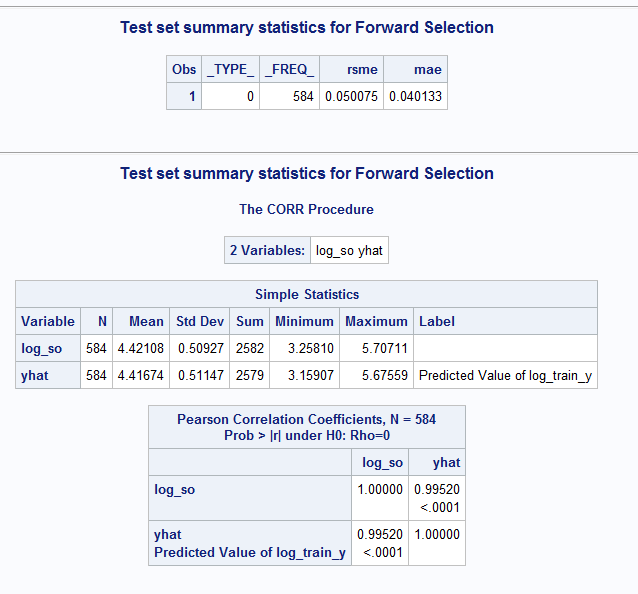 Test set summary statistics for Forward Selection
Obs _TYPE_ _FREQ_ rsme mae
1 0 584 0.050075 0.040133
Test set summary statistics for Forward Selection
The CORR Procedure
2 Variables: log_so yhat
Simple Statistics
Variable N Mean Std Dev Sum Minimum Maximum Label
log_so 584 4.42108 0.50927 2582 3.25810 5.70711
yhat 584 4.41674 0.51147 2579 3.15907 5.67559 Predicted Value of log_train_y
Pearson Correlation Coefficients, N = 584
Prob > |r| under H0: Rho=0
log_so yhat
log_so 1.00000 0.99520
<.0001
yhat 0.99520 1.00000
Predicted Value of log_train_y <.0001